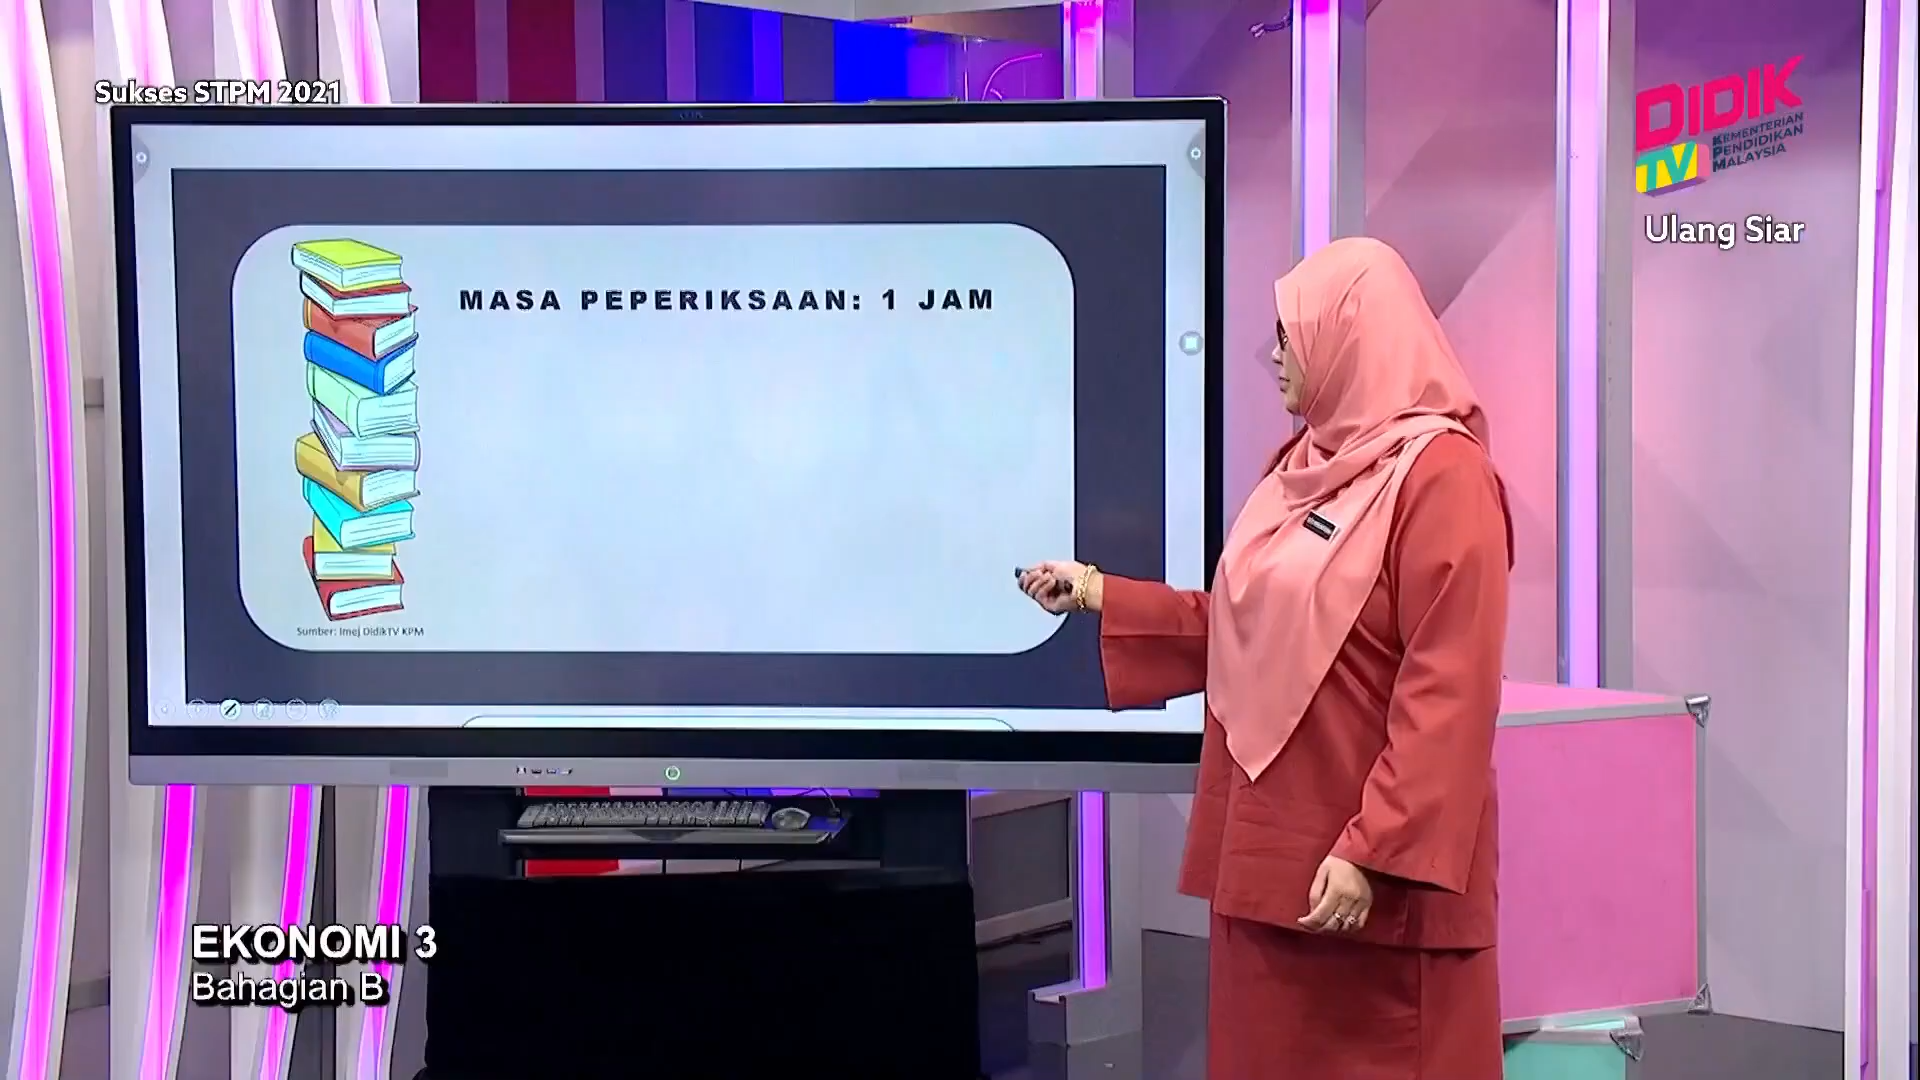 Sukses STPM 2021
DIDIK
TV
KEMENTERIAN
PENDIDIKAN
MALAYSIA
Ulang Siar
MASA PEPERIKSAAN: 1 JAM
Sumber: Imej DidikTV KPM
EKONOMI 3
Bahagian B